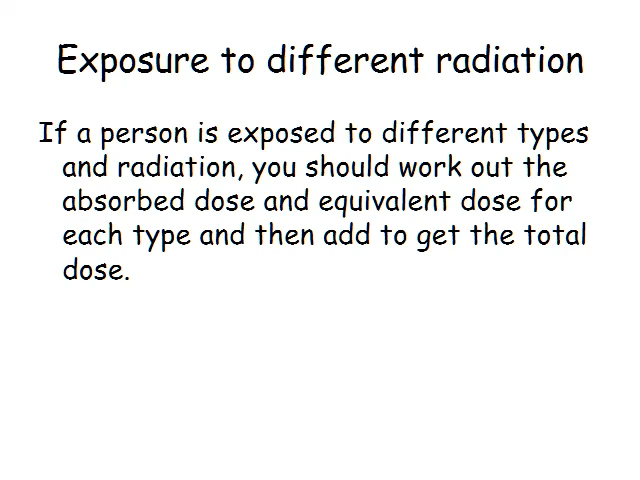 Exposure to different radiation
If a person is exposed to different types
and radiation, you should work out the
absorbed dose and equivalent dose for
each type and then add to get the total
dose.